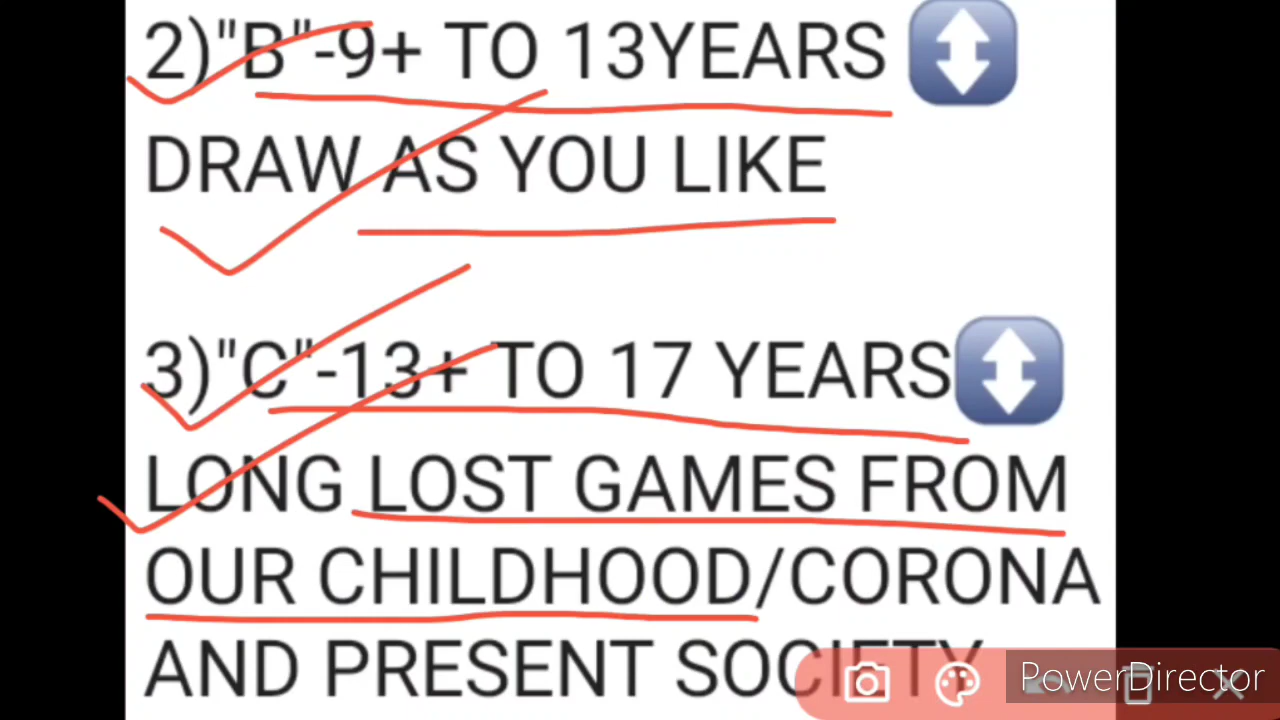 2)"B"-9+ TO 13YEARS ↕️
DRAW AS YOU LIKE
3)"C"-13+ TO 17 YEARS↕️
LONG LOST GAMES FROM
OUR CHILDHOOD/CORONA
AND PRESENT SOCIETY
PowerDirector